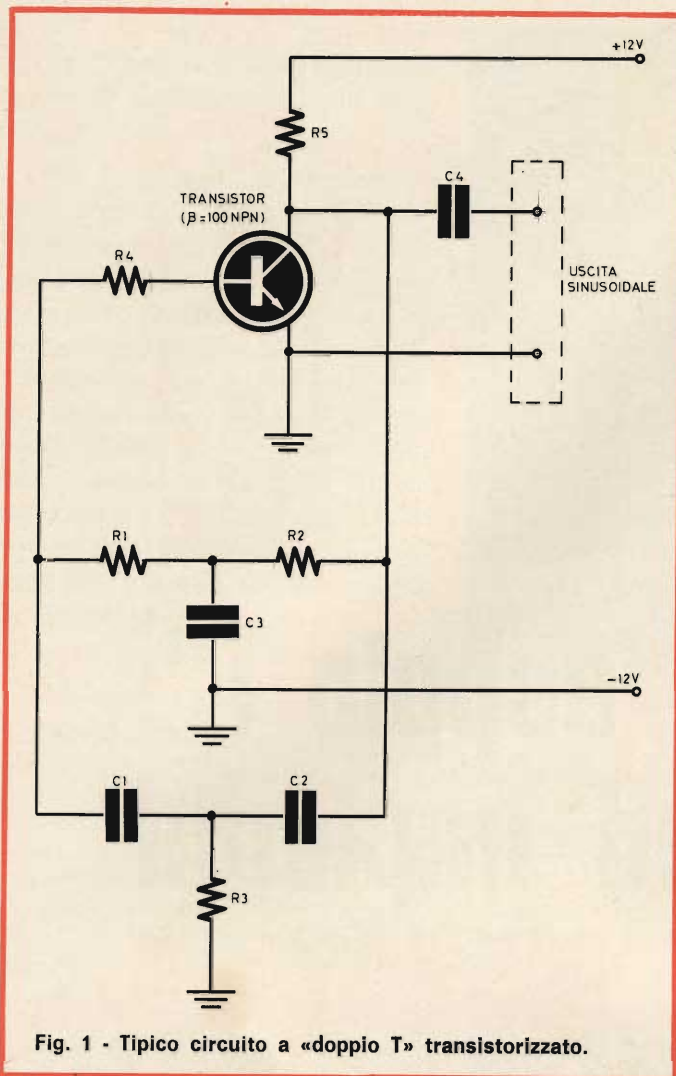 +12V
R5
C4
TRANSISTOR
(β=100 NPN)
R4
USCITA
SINUSOIDALE
R1
R2
C3
-12V
C1
C2
R3
Fig. 1 - Tipico circuito a «doppio T» transistorizzato.